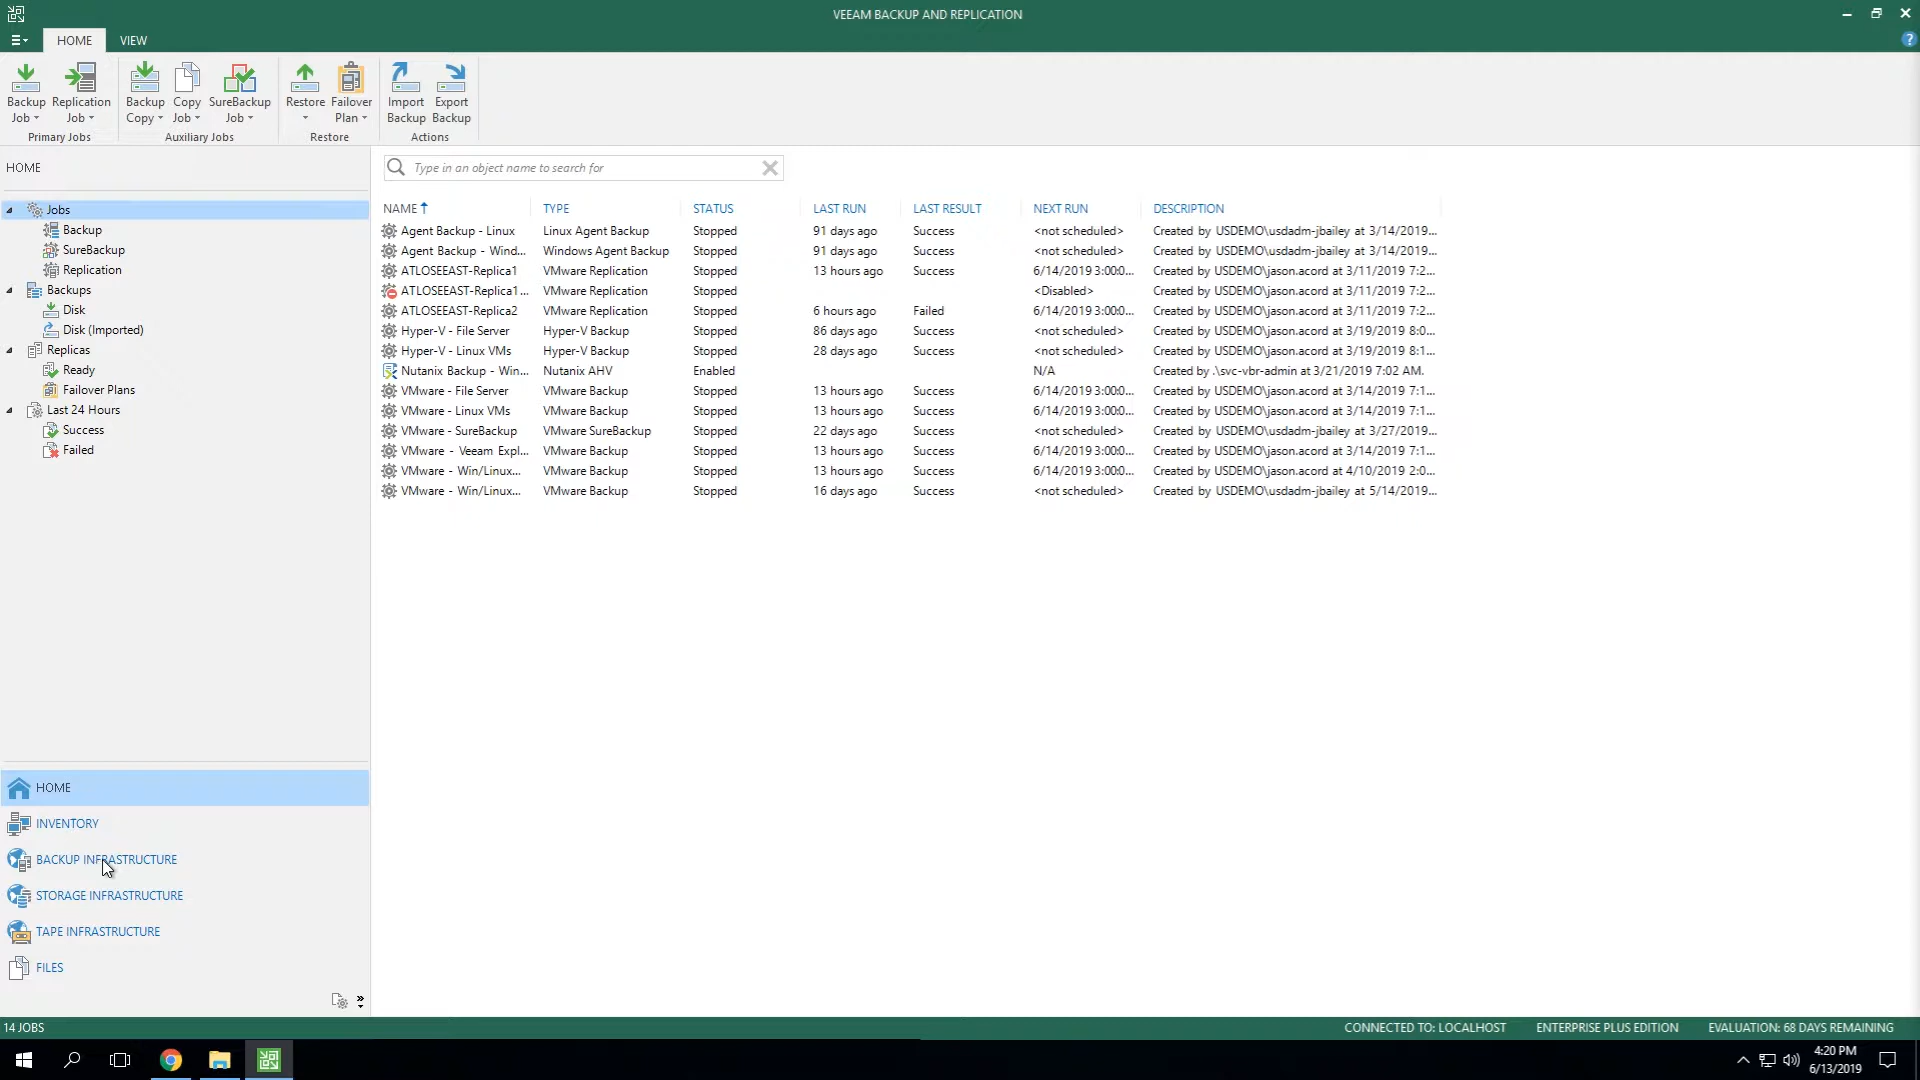 VEEAM BACKUP AND REPLICATION
HOME VIEW
?
Backup Job Replication Job Backup Copy Copy Job SureBackup Job Restore Failover Plan Import Backup Export Backup
Primary Jobs Auxiliary Jobs Restore Actions
HOME
Type in an object name to search for
Jobs
Backup
SureBackup
Replication
Backups
Disk
Disk (Imported)
Replicas
Ready
Failover Plans
Last 24 Hours
Success
Failed
NAME TYPE STATUS LAST RUN LAST RESULT NEXT RUN DESCRIPTION
Agent Backup - Linux Linux Agent Backup Stopped 91 days ago Success <not scheduled> Created by USDEMO\usdadm-jbailey at 3/14/2019...
Agent Backup - Wind... Windows Agent Backup Stopped 91 days ago Success <not scheduled> Created by USDEMO\usdadm-jbailey at 3/14/2019...
ATLOSEEAST-Replica1 VMware Replication Stopped 13 hours ago Success 6/14/2019 3:00:0... Created by USDEMO\jason.acord at 3/11/2019 7:2...
ATLOSEEAST-Replica1... VMware Replication Stopped <Disabled> Created by USDEMO\jason.acord at 3/11/2019 7:2...
ATLOSEEAST-Replica2 VMware Replication Stopped 6 hours ago Failed 6/14/2019 3:00:0... Created by USDEMO\jason.acord at 3/11/2019 7:2...
Hyper-V - File Server Hyper-V Backup Stopped 86 days ago Success <not scheduled> Created by USDEMO\jason.acord at 3/19/2019 8:0...
Hyper-V - Linux VMs Hyper-V Backup Stopped 28 days ago Success <not scheduled> Created by USDEMO\jason.acord at 3/19/2019 8:1...
Nutanix Backup - Win... Nutanix AHV Enabled N/A Created by .\svc-vbr-admin at 3/21/2019 7:02 AM.
VMware - File Server VMware Backup Stopped 13 hours ago Success 6/14/2019 3:00:0... Created by USDEMO\jason.acord at 3/14/2019 7:1...
VMware - Linux VMs VMware Backup Stopped 13 hours ago Success 6/14/2019 3:00:0... Created by USDEMO\jason.acord at 3/14/2019 7:1...
VMware - SureBackup VMware SureBackup Stopped 22 days ago Success <not scheduled> Created by USDEMO\usdadm-jbailey at 3/27/2019...
VMware - Veeam Expl... VMware Backup Stopped 13 hours ago Success 6/14/2019 3:00:0... Created by USDEMO\jason.acord at 3/14/2019 7:1...
VMware - Win/Linux... VMware Backup Stopped 13 hours ago Success 6/14/2019 3:00:0... Created by USDEMO\jason.acord at 4/10/2019 2:0...
VMware - Win/Linux... VMware Backup Stopped 16 days ago Success <not scheduled> Created by USDEMO\usdadm-jbailey at 5/14/2019...
HOME
INVENTORY
BACKUP INFRASTRUCTURE
STORAGE INFRASTRUCTURE
TAPE INFRASTRUCTURE
FILES
14 JOBS CONNECTED TO: LOCALHOST ENTERPRISE PLUS EDITION EVALUATION: 68 DAYS REMAINING
4:20 PM
6/13/2019